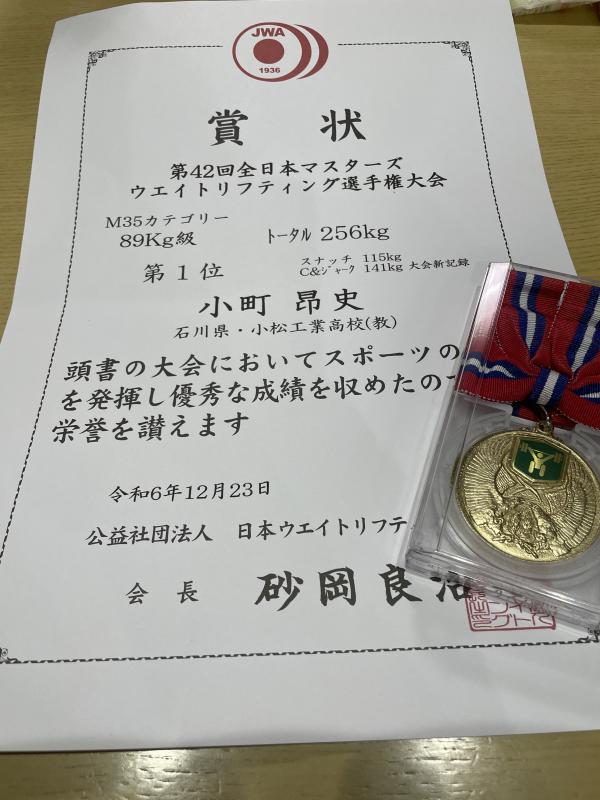 JWA
1936
賞 状
第42回全日本マスターズ
ウエイトリフティング選手権大会
M35カテゴリー
89Kg級 ﾄｰﾀﾙ 256kg
第 1 位 スナッチ 115kg
C&ｼﾞｬｰｸ 141kg 大会新記録
小町 昂史
石川県・小松工業高校(教)
頭書の大会においてスポーツの
を発揮し優秀な成績を収めたので
栄誉を讃えます
令和6年12月23日
公益社団法人 日本ウエイトリフテ
会 長 砂岡良治